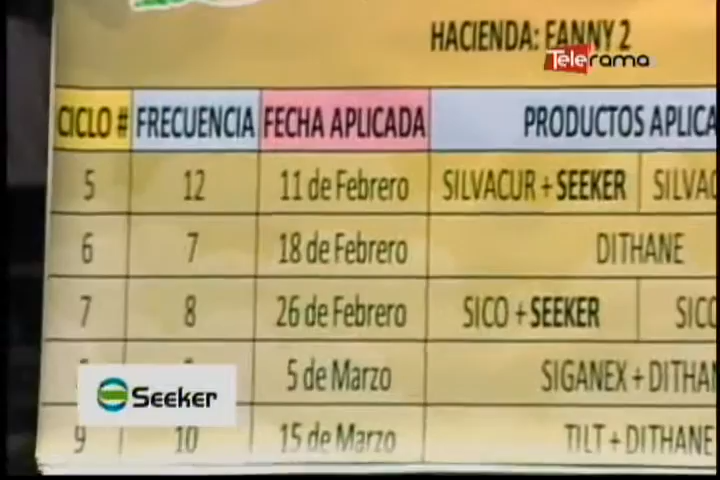 HACIENDA: FANNY 2
Telerama
CICLO # FRECUENCIA FECHA APLICADA PRODUCTOS APLICA
5 12 11 de Febrero SILVACUR + SEEKER SILVAC
6 7 18 de Febrero DITHANE
7 8 26 de Febrero SICO + SEEKER SICO
5 de Marzo SIGANEX + DITHAN
Seeker
9 10 15 de Marzo TILT + DITHANE